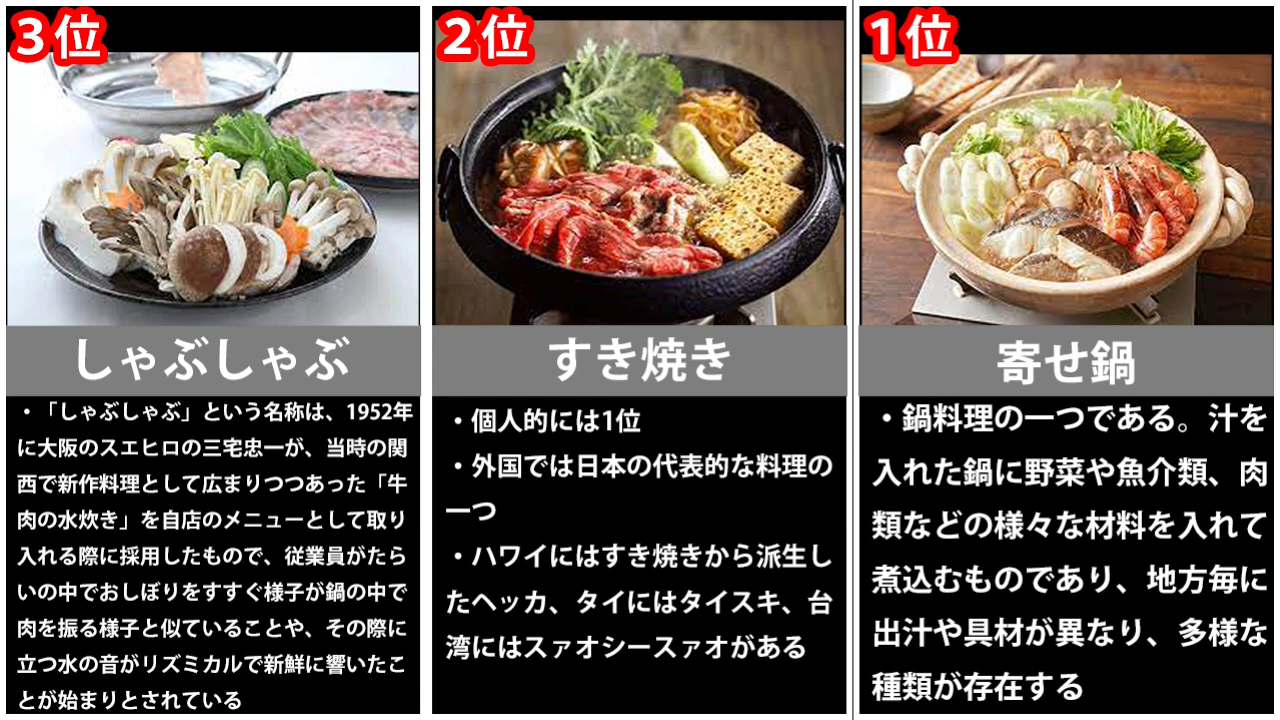 3位
しゃぶしゃぶ
・「しゃぶしゃぶ」という名称は、1952年
に大阪のスエヒロの三宅忠一が、当時の関
西で新作料理として広まりつつあった「牛
肉の水炊き」を自店のメニューとして取り
入れる際に採用したもので、従業員がたら
いの中でおしぼりをすすぐ様子が鍋の中で
肉を振る様子と似ていることや、その際に
立つ水の音がリズミカルで新鮮に響いたこ
とが始まりとされている
2位
すき焼き
・個人的には1位
・外国では日本の代表的な料理の
一つ
・ハワイにはすき焼きから派生し
たヘッカ、タイにはタイスキ、台
湾にはスァオシースァオがある
1位
寄せ鍋
・鍋料理の一つである。汁を
入れた鍋に野菜や魚介類、肉
類などの様々な材料を入れて
煮込むものであり、地方毎に
出汁や具材が異なり、多様な
種類が存在する